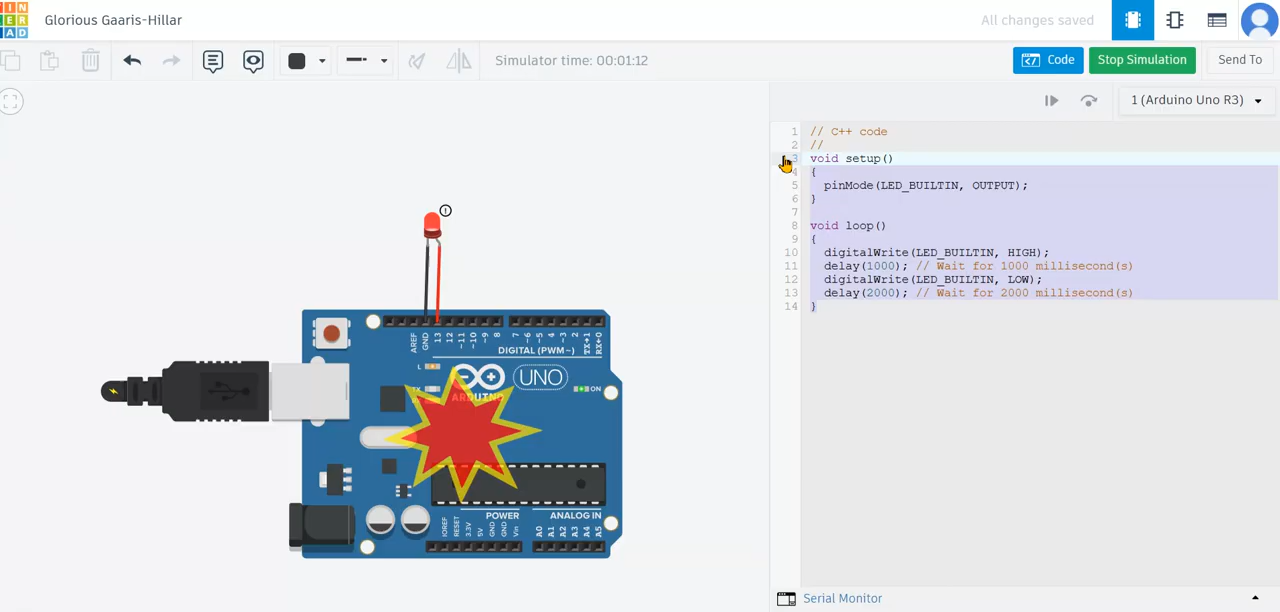 IN
ER
AD
Glorious Gaaris-Hillar
All changes saved
Simulator time: 00:01:12
Code
Stop Simulation
Send To
1 (Arduino Uno R3)
1 // C++ code
2 //
3 void setup()
4 {
5 pinMode(LED_BUILTIN, OUTPUT);
6 }
7
8 void loop()
9 {
10 digitalWrite(LED_BUILTIN, HIGH);
11 delay(1000); // Wait for 1000 millisecond(s)
12 digitalWrite(LED_BUILTIN, LOW);
13 delay(2000); // Wait for 2000 millisecond(s)
14 }
AREF GND 13 12 ~11 ~10 ~9 8 7 ~6 ~5 4 ~3 2 TX→1 RX←0
DIGITAL (PWM~)
L
TX
UNO
ON
ARDUINO
POWER
ANALOG IN
IOREF RESET 3.3V 5V GND GND Vin A0 A1 A2 A3 A4 A5
Serial Monitor